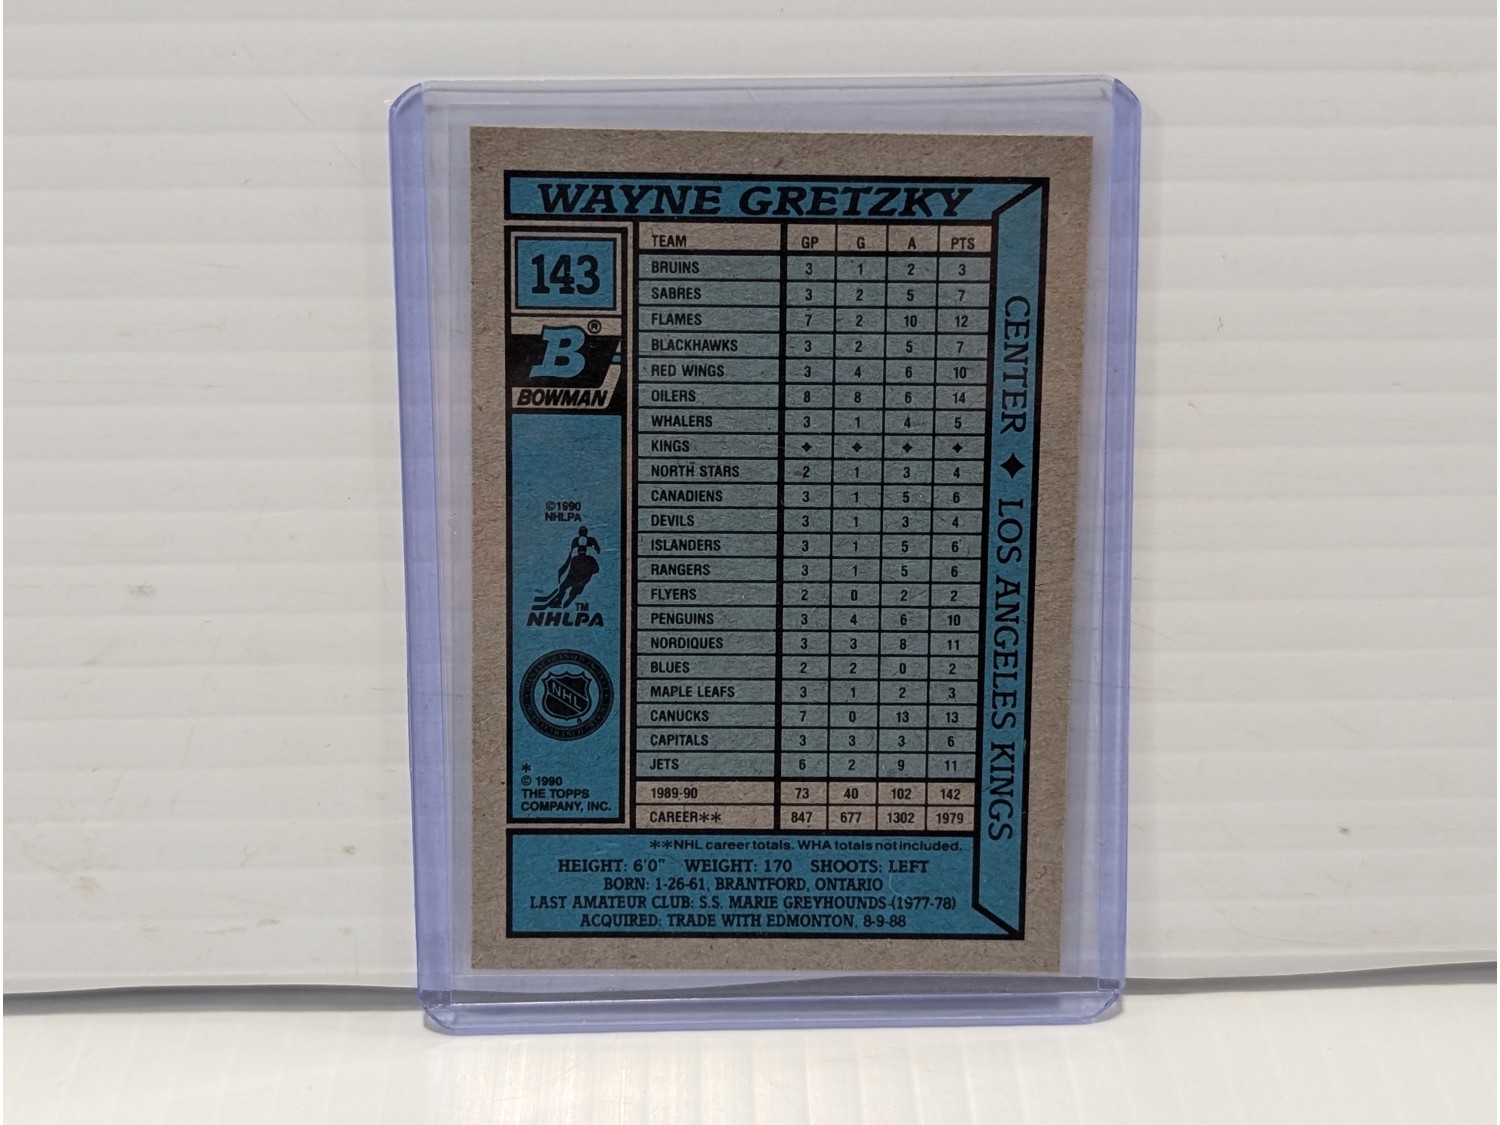 WAYNE GRETZKY
143
B®
BOWMAN
©1990
NHLPA
TM
NHLPA
NHL
*
© 1990
THE TOPPS
COMPANY, INC.
TEAM GP G A PTS
BRUINS 3 1 2 3
SABRES 3 2 5 7
FLAMES 7 2 10 12
BLACKHAWKS 3 2 5 7
RED WINGS 3 4 6 10
OILERS 8 8 6 14
WHALERS 3 1 4 5
KINGS ✦ ✦ ✦ ✦
NORTH STARS 2 1 3 4
CANADIENS 3 1 5 6
DEVILS 3 1 3 4
ISLANDERS 3 1 5 6
RANGERS 3 1 5 6
FLYERS 2 0 2 2
PENGUINS 3 4 6 10
NORDIQUES 3 3 8 11
BLUES 2 2 0 2
MAPLE LEAFS 3 1 2 3
CANUCKS 7 0 13 13
CAPITALS 3 3 3 6
JETS 6 2 9 11
1989-90 73 40 102 142
CAREER** 847 677 1302 1979
CENTER ✦ LOS ANGELES KINGS
**NHL career totals. WHA totals not included.
HEIGHT: 6'0" WEIGHT: 170 SHOOTS: LEFT
BORN: 1-26-61, BRANTFORD, ONTARIO
LAST AMATEUR CLUB: S.S. MARIE GREYHOUNDS (1977-78)
ACQUIRED: TRADE WITH EDMONTON, 8-9-88